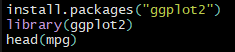 install.packages("ggplot2")
library(ggplot2)
head(mpg)